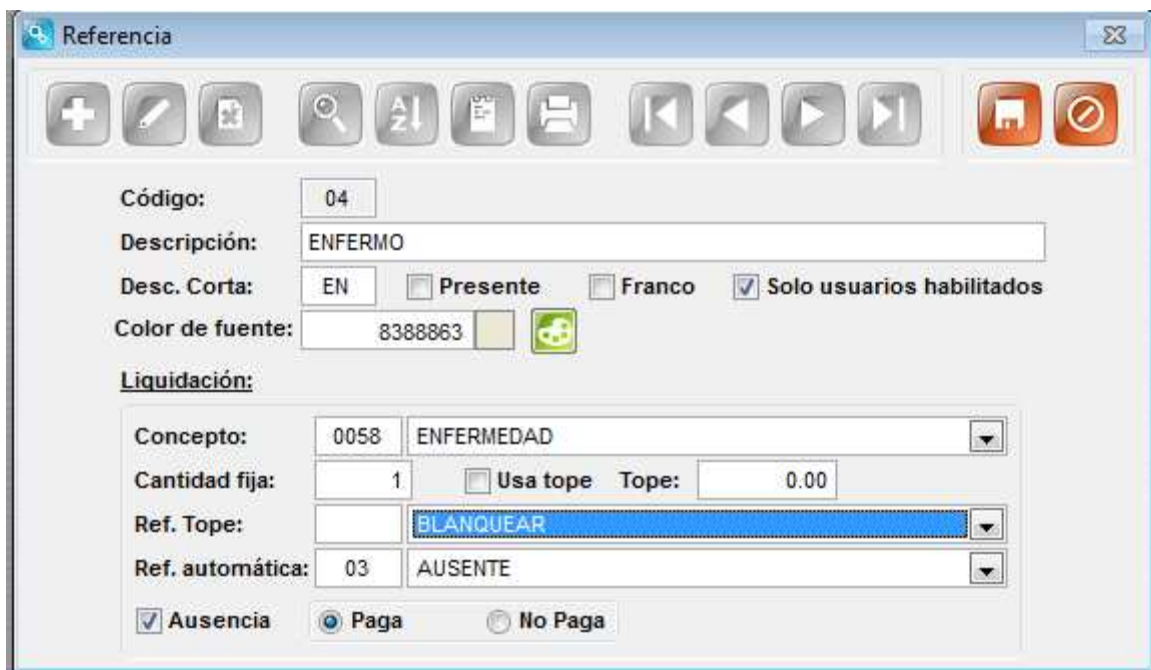 Referencia
A Z
Código: 04
Descripción: ENFERMO
Desc. Corta: EN Presente Franco Solo usuarios habilitados
Color de fuente: 8388863
Liquidación:
Concepto: 0058 ENFERMEDAD
Cantidad fija: 1 Usa tope Tope: 0.00
Ref. Tope: BLANQUEAR
Ref. automática: 03 AUSENTE
Ausencia Paga No Paga